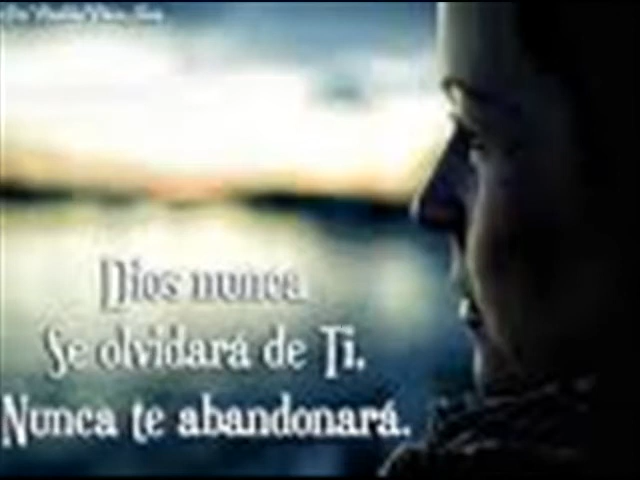 Dios nunca
Se olvidará de Ti.
Nunca te abandonará.